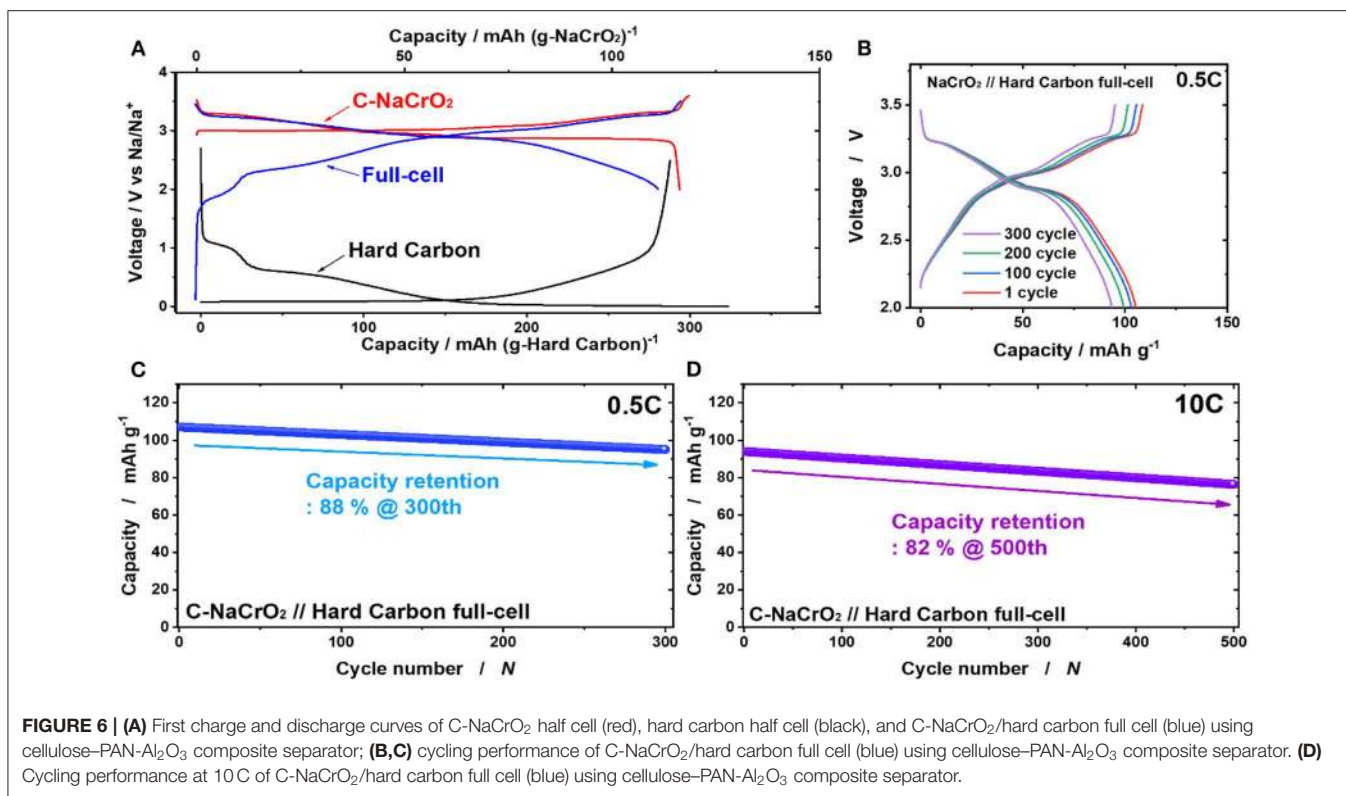 A
Capacity / mAh (g-NaCrO₂)⁻¹
0 50 100 150
4
3
2
1
0
Voltage / V vs Na/Na⁺
C-NaCrO₂
Full-cell
Hard Carbon
0 100 200 300
Capacity / mAh (g-Hard Carbon)⁻¹
B
NaCrO₂ // Hard Carbon full-cell
0.5C
3.5
3.0
2.5
2.0
Voltage / V
300 cycle
200 cycle
100 cycle
1 cycle
0 50 100 150
Capacity / mAh g⁻¹
C
120
100
80
60
40
20
0
Capacity / mAh g⁻¹
0.5C
Capacity retention
: 88 % @ 300th
C-NaCrO₂ // Hard Carbon full-cell
0 100 200 300
Cycle number / N
D
120
100
80
60
40
20
0
Capacity / mAh g⁻¹
10C
Capacity retention
: 82 % @ 500th
C-NaCrO₂ // Hard Carbon full-cell
0 100 200 300 400 500
Cycle number / N
FIGURE 6 | (A) First charge and discharge curves of C-NaCrO₂ half cell (red), hard carbon half cell (black), and C-NaCrO₂/hard carbon full cell (blue) using
cellulose–PAN-Al₂O₃ composite separator; (B,C) cycling performance of C-NaCrO₂/hard carbon full cell (blue) using cellulose–PAN-Al₂O₃ composite separator. (D)
Cycling performance at 10 C of C-NaCrO₂/hard carbon full cell (blue) using cellulose–PAN-Al₂O₃ composite separator.